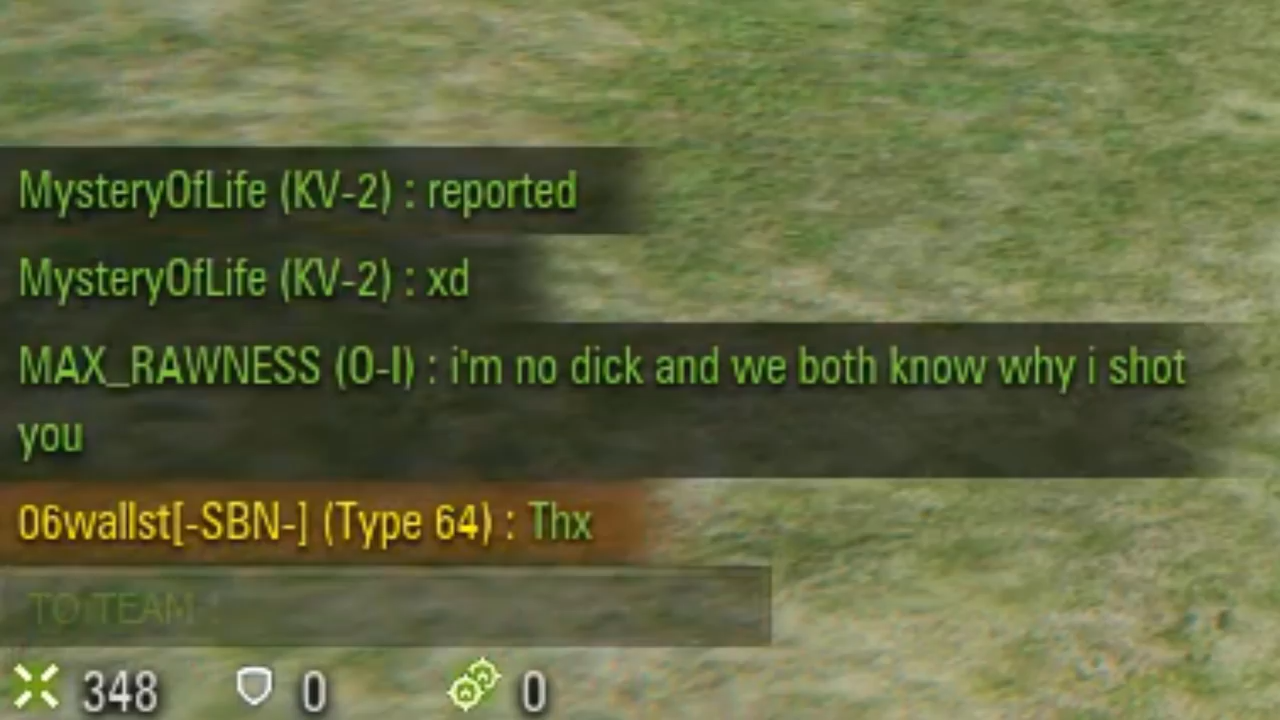 MysteryOfLife (KV-2) : reported
MysteryOfLife (KV-2) : xd
MAX_RAWNESS (O-I) : i'm no dick and we both know why i shot
you
06wallst[-SBN-] (Type 64) : Thx
TO TEAM :
348 0 0